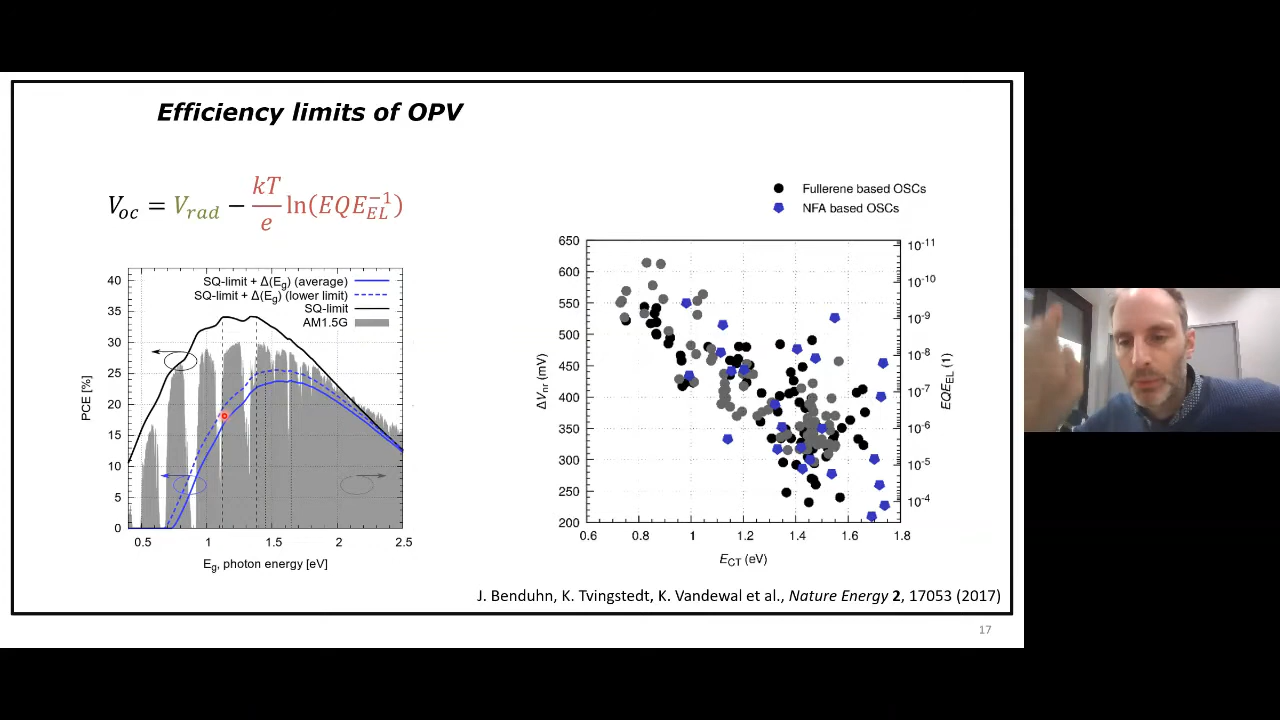 Efficiency limits of OPV
V_oc = V_rad − kT/e ln(EQE_EL^−1)
SQ-limit + Δ(E_g) (average)
SQ-limit + Δ(E_g) (lower limit)
SQ-limit
AM1.5G
40
35
30
25
20
15
10
5
0
PCE [%]
0.5 1 1.5 2 2.5
E_g, photon energy [eV]
Fullerene based OSCs
NFA based OSCs
650
600
550
500
450
400
350
300
250
200
ΔV_nr (mV)
10^-11
10^-10
10^-9
10^-8
10^-7
10^-6
10^-5
10^-4
EQE_EL (1)
0.6 0.8 1 1.2 1.4 1.6 1.8
E_CT (eV)
J. Benduhn, K. Tvingstedt, K. Vandewal et al., Nature Energy 2, 17053 (2017)
17